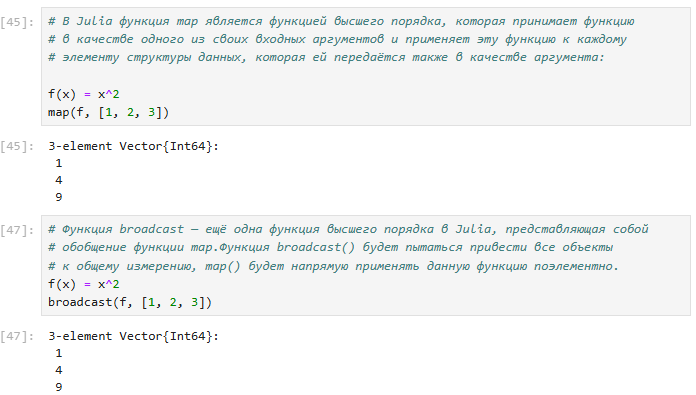 [45]: # В Julia функция map является функцией высшего порядка, которая принимает функцию
# в качестве одного из своих входных аргументов и применяет эту функцию к каждому
# элементу структуры данных, которая ей передаётся также в качестве аргумента:
f(x) = x^2
map(f, [1, 2, 3])
[45]: 3-element Vector{Int64}:
1
4
9
[47]: # Функция broadcast — ещё одна функция высшего порядка в Julia, представляющая собой
# обобщение функции map.Функция broadcast() будет пытаться привести все объекты
# к общему измерению, map() будет напрямую применять данную функцию поэлементно.
f(x) = x^2
broadcast(f, [1, 2, 3])
[47]: 3-element Vector{Int64}:
1
4
9